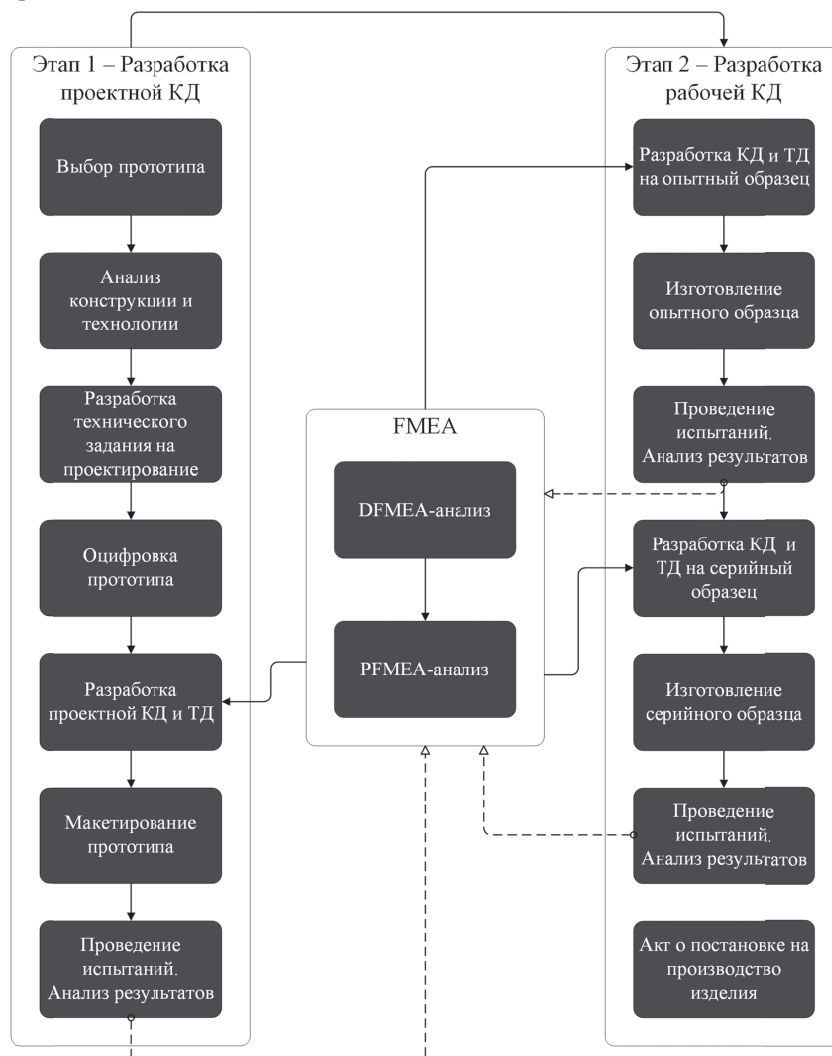 Этап 1 – Разработка
проектной КД
Выбор прототипа
Анализ
конструкции и
технологии
Разработка
технического
задания на
проектирование
Оцифровка
прототипа
Разработка
проектной КД и ТД
Макетирование
прототипа
Проведение
испытаний.
Анализ результатов
FMEA
DFMEA-анализ
PFMEA-анализ
Этап 2 – Разработка
рабочей КД
Разработка КД и ТД
на опытный образец
Изготовление
опытного образца
Проведение
испытаний.
Анализ результатов
Разработка КД и
ТД на серийный
образец
Изготовление
серийного образца
Проведение
испытаний.
Анализ результатов
Акт о постановке на
производство
изделия